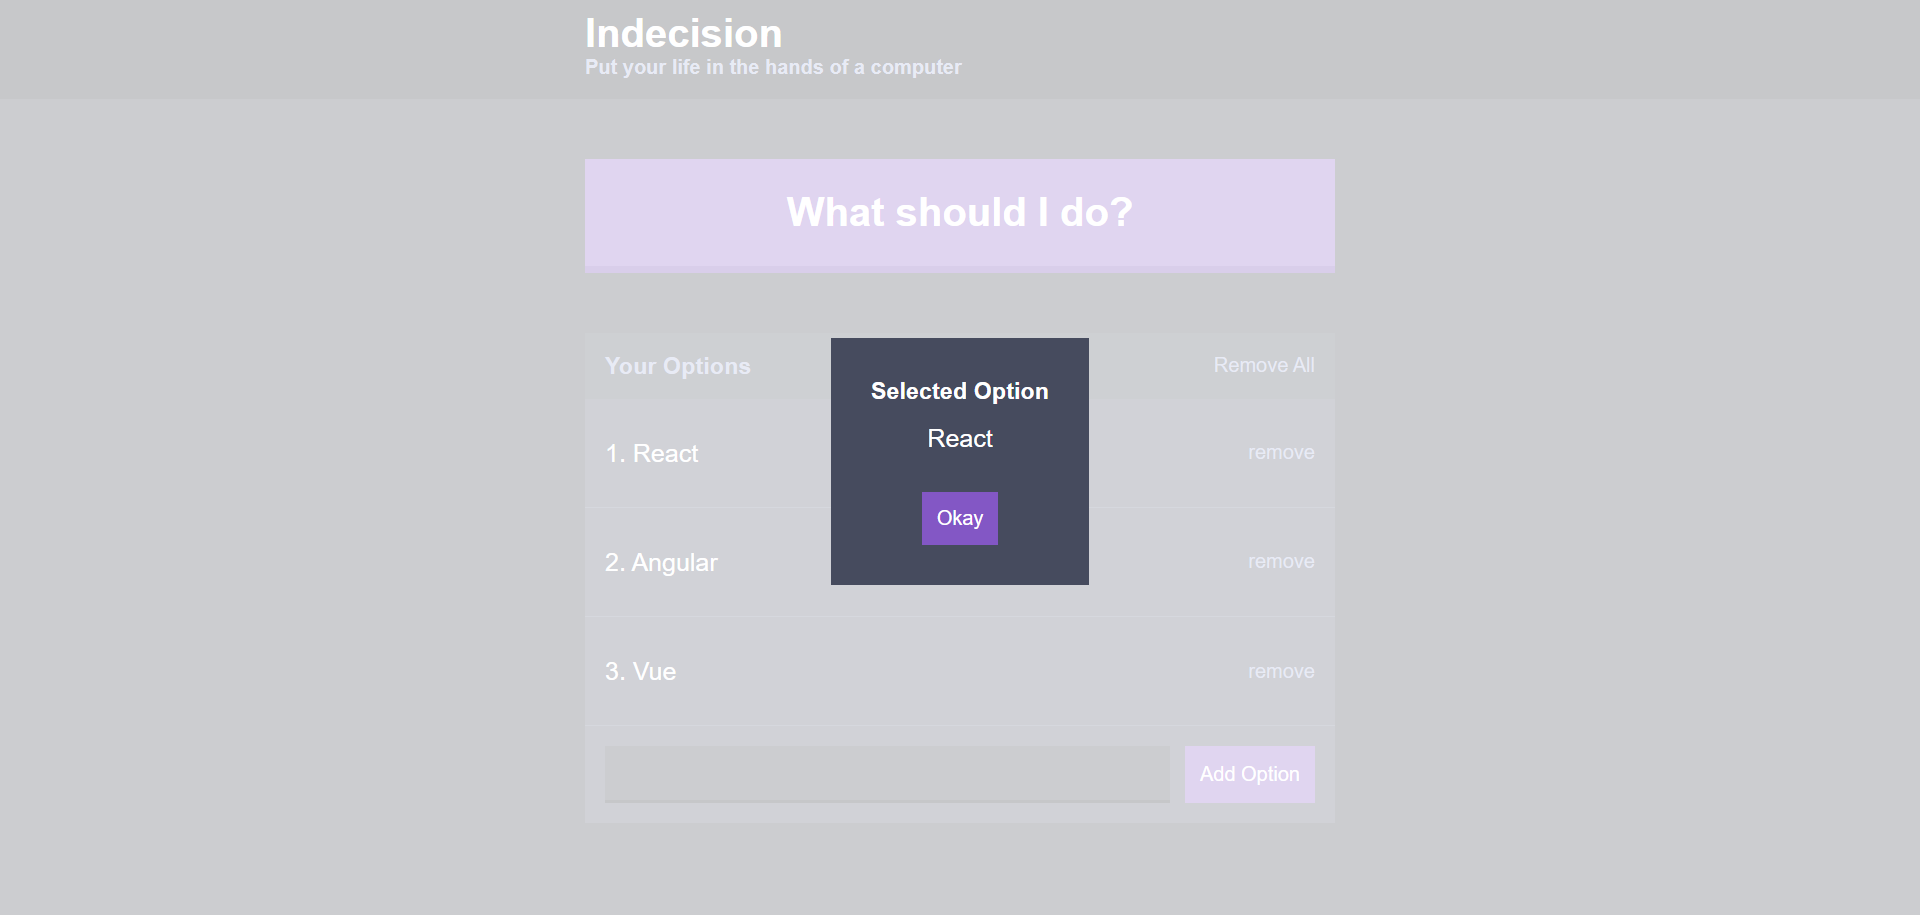 Indecision
Put your life in the hands of a computer
What should I do?
Your Options
Remove All
1. React
remove
2. Angular
remove
3. Vue
remove
Add Option
Selected Option
React
Okay